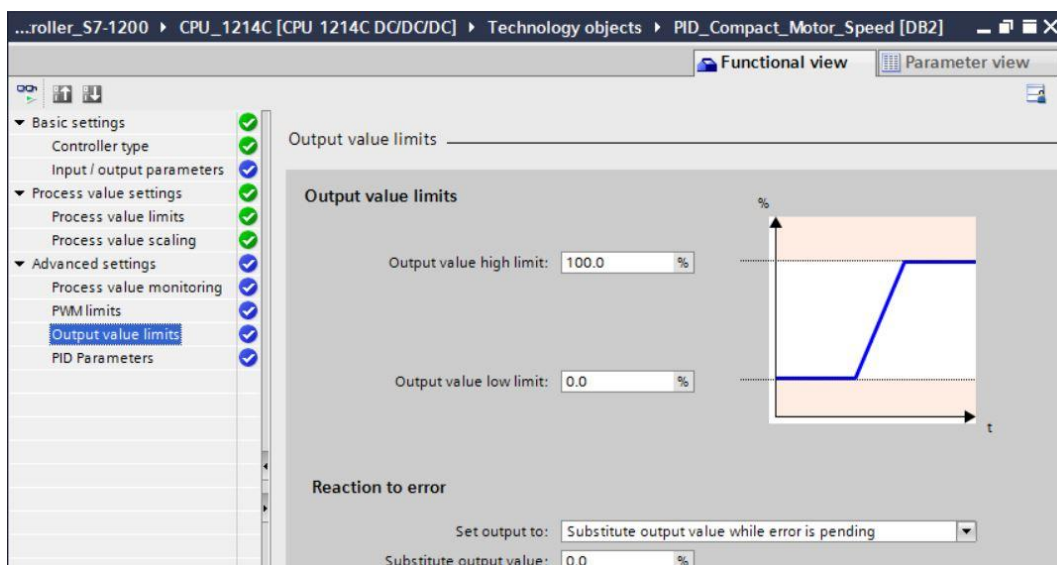 ...roller_S7-1200 ▸ CPU_1214C [CPU 1214C DC/DC/DC] ▸ Technology objects ▸ PID_Compact_Motor_Speed [DB2]
Functional view
Parameter view
Basic settings
Controller type
Input / output parameters
Process value settings
Process value limits
Process value scaling
Advanced settings
Process value monitoring
PWM limits
Output value limits
PID Parameters
Output value limits
Output value limits
%
Output value high limit: 100.0 %
Output value low limit: 0.0 %
t
Reaction to error
Set output to: Substitute output value while error is pending
Substitute output value: 0.0 %